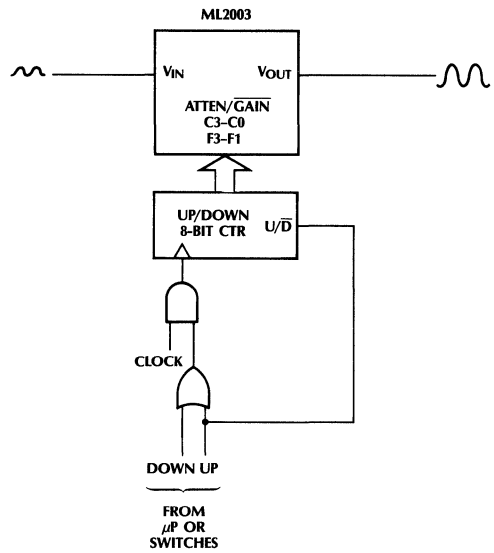 ML2003
VIN VOUT
ATTEN/GAIN
C3–C0
F3–F1
UP/DOWN U/D
8-BIT CTR
CLOCK
DOWN UP
FROM
μP OR
SWITCHES